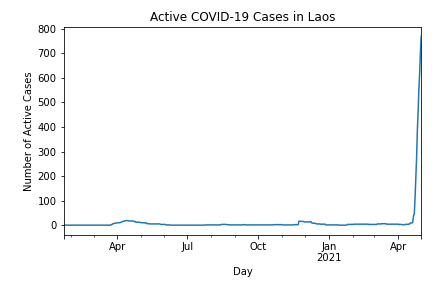 Active COVID-19 Cases in Laos
800
700
600
500
400
300
200
100
0
Number of Active Cases
Apr
Jul
Oct
Jan
2021
Apr
Day